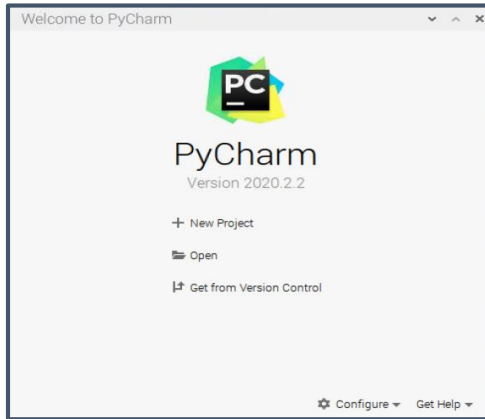 Welcome to PyCharm
PC
PyCharm
Version 2020.2.2
New Project
Open
Get from Version Control
Configure Get Help